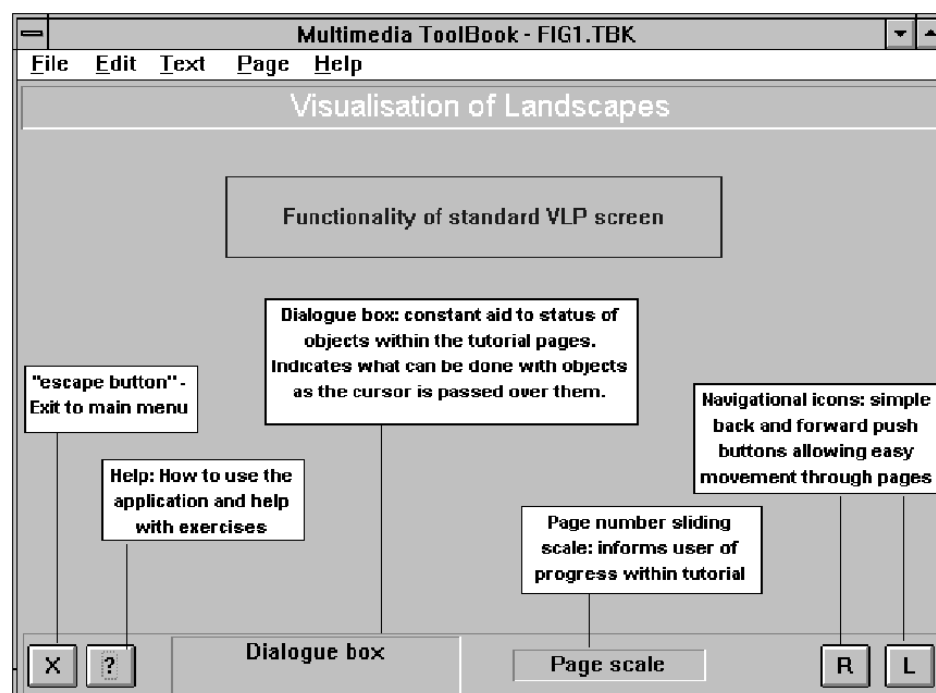 Multimedia ToolBook - FIG1.TBK
File Edit Text Page Help
Visualisation of Landscapes
Functionality of standard VLP screen
Dialogue box: constant aid to status of
objects within the tutorial pages.
Indicates what can be done with objects
as the cursor is passed over them.
"escape button" -
Exit to main menu
Navigational icons: simple
back and forward push
buttons allowing easy
movement through pages
Help: How to use the
application and help
with exercises
Page number sliding
scale: informs user of
progress within tutorial
X ? Dialogue box Page scale R L